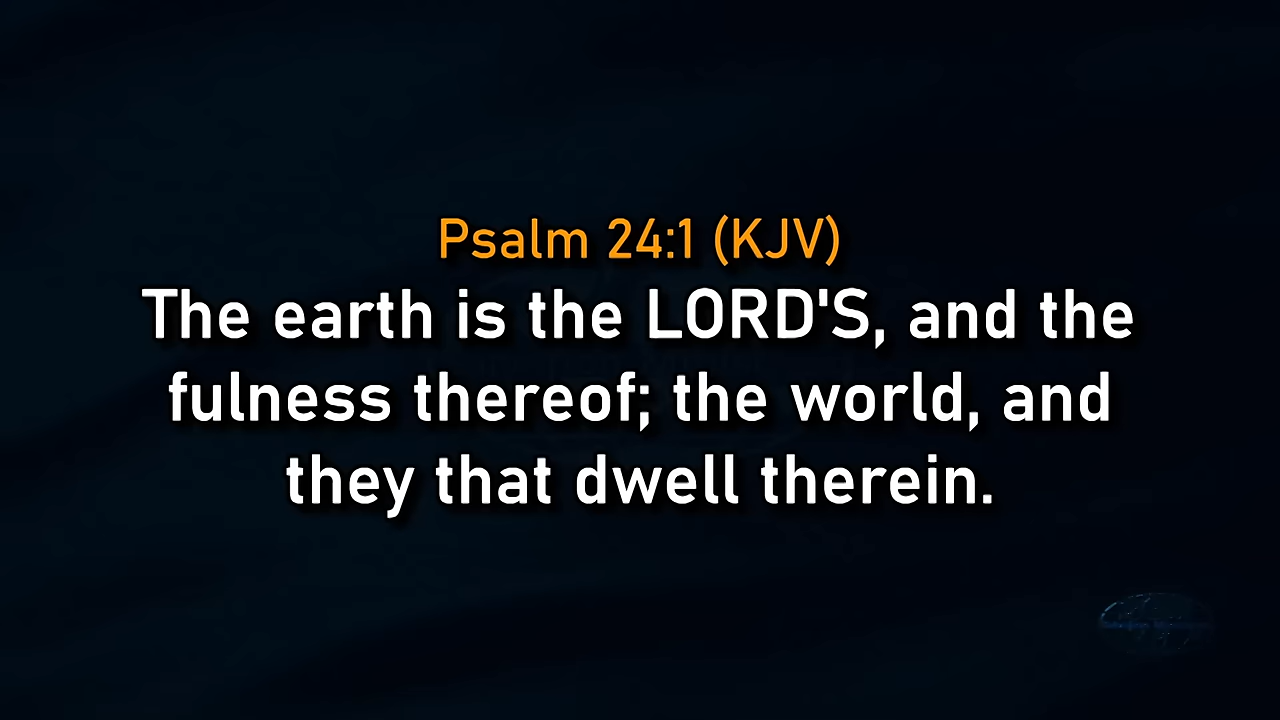 Psalm 24:1 (KJV)
The earth is the LORD'S, and the
fulness thereof; the world, and
they that dwell therein.